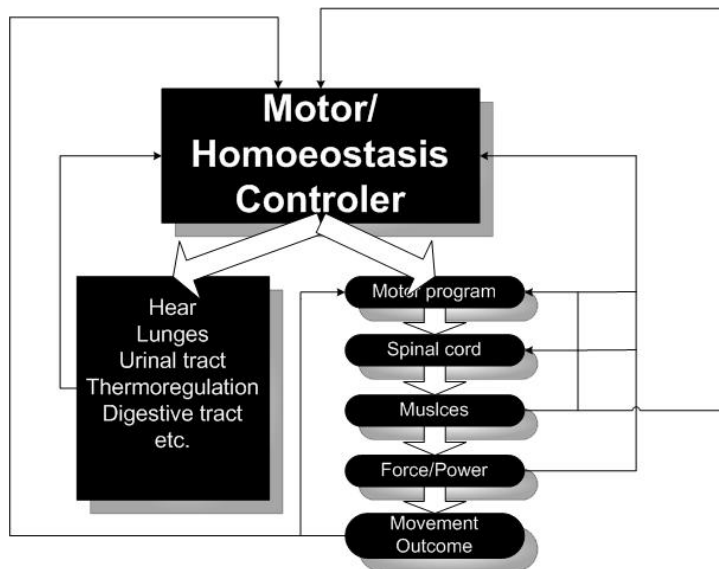 Motor/
Homoeostasis
Controler
Hear
Lunges
Urinal tract
Thermoregulation
Digestive tract
etc.
Motor program
Spinal cord
Muslces
Force/Power
Movement
Outcome